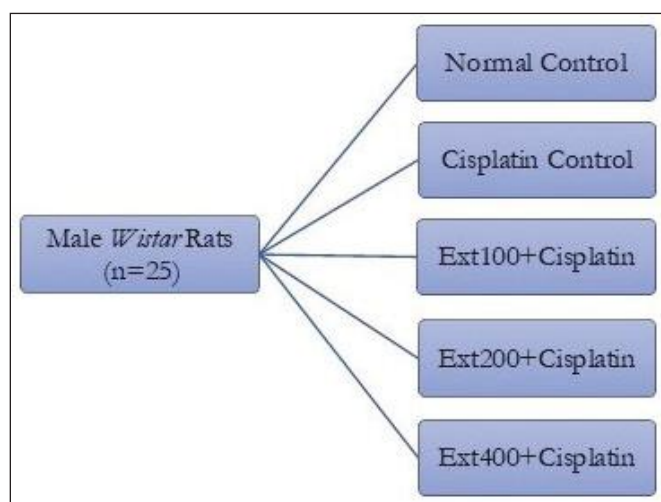 Normal Control
Cisplatin Control
Male Wistar Rats
(n=25)
Ext100+Cisplatin
Ext200+Cisplatin
Ext400+Cisplatin